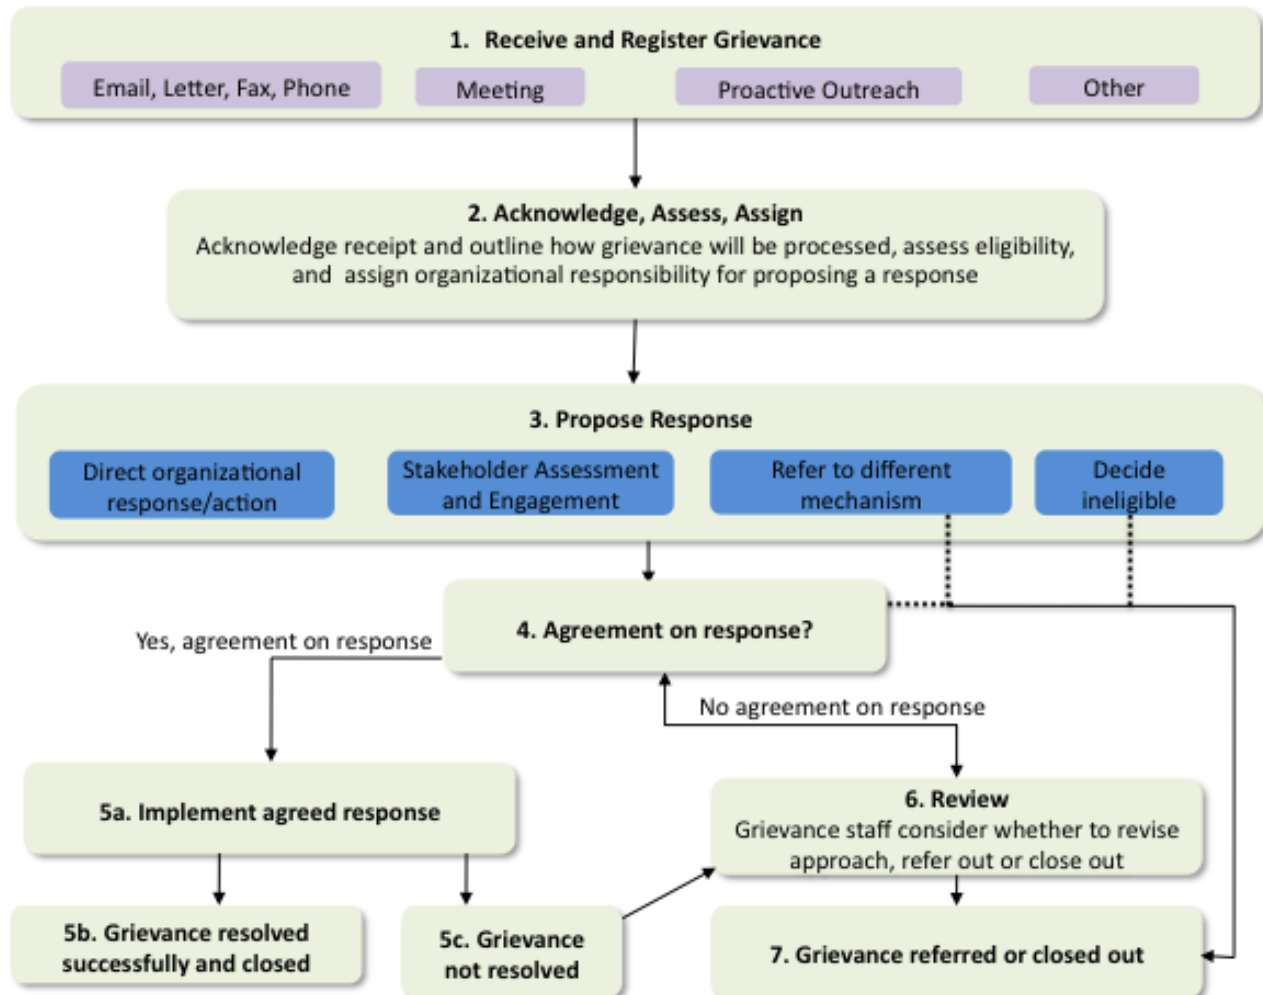 1. Receive and Register Grievance
Email, Letter, Fax, Phone
Meeting
Proactive Outreach
Other
2. Acknowledge, Assess, Assign
Acknowledge receipt and outline how grievance will be processed, assess eligibility,
and assign organizational responsibility for proposing a response
3. Propose Response
Direct organizational
response/action
Stakeholder Assessment
and Engagement
Refer to different
mechanism
Decide
ineligible
4. Agreement on response?
Yes, agreement on response
No agreement on response
5a. Implement agreed response
6. Review
Grievance staff consider whether to revise
approach, refer out or close out
5b. Grievance resolved
successfully and closed
5c. Grievance
not resolved
7. Grievance referred or closed out